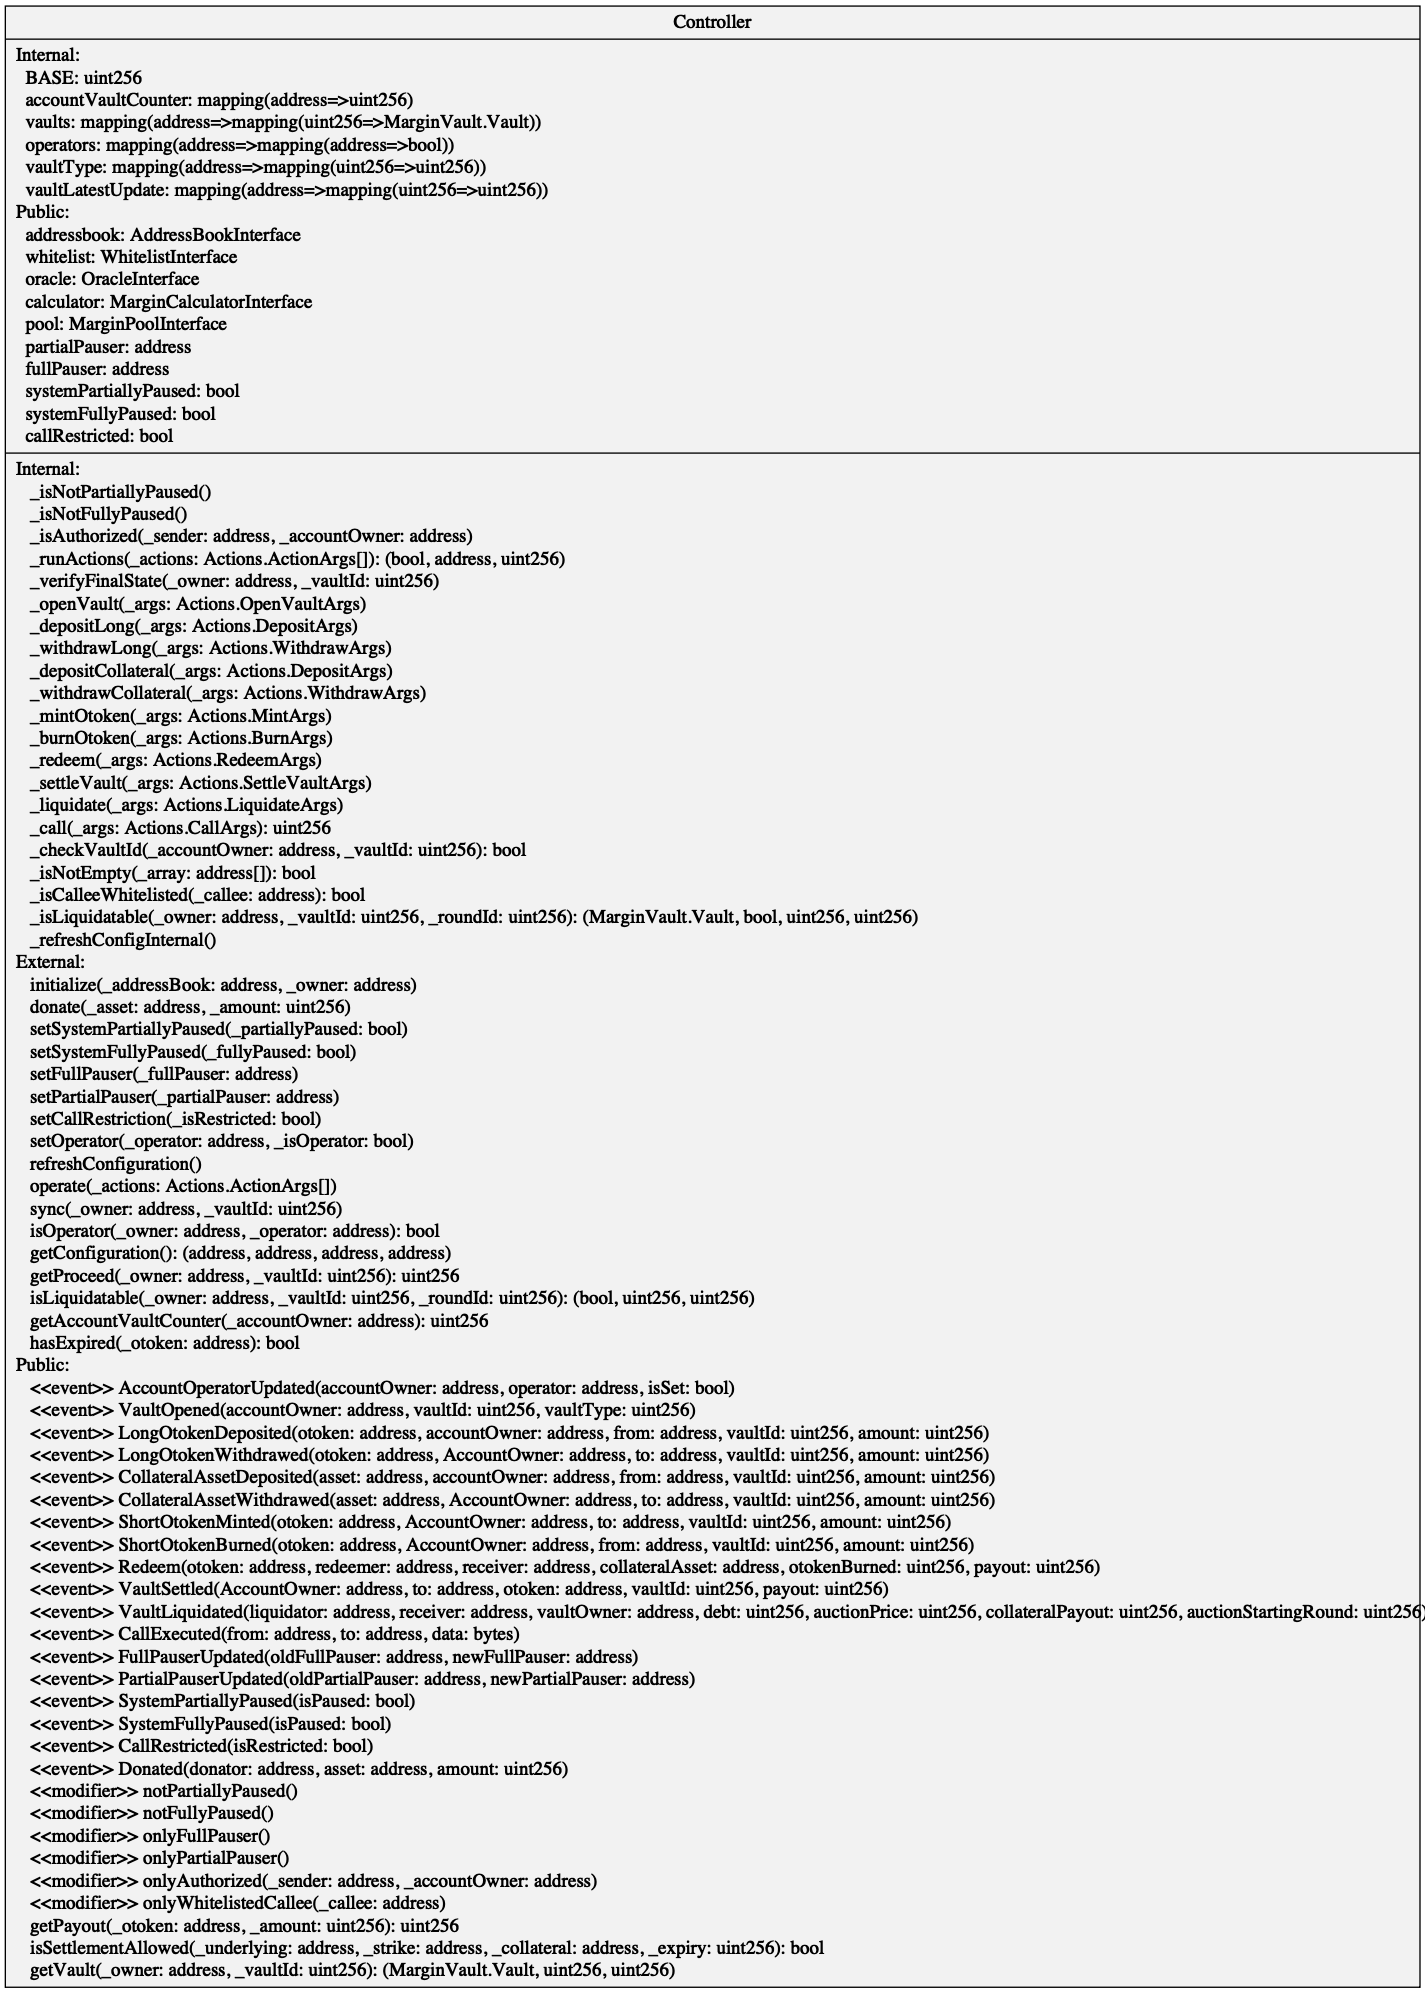 Controller
Internal:
BASE: uint256
accountVaultCounter: mapping(address=>uint256)
vaults: mapping(address=>mapping(uint256=>MarginVault.Vault))
operators: mapping(address=>mapping(address=>bool))
vaultType: mapping(address=>mapping(uint256=>uint256))
vaultLatestUpdate: mapping(address=>mapping(uint256=>uint256))
Public:
addressbook: AddressBookInterface
whitelist: WhitelistInterface
oracle: OracleInterface
calculator: MarginCalculatorInterface
pool: MarginPoolInterface
partialPauser: address
fullPauser: address
systemPartiallyPaused: bool
systemFullyPaused: bool
callRestricted: bool
Internal:
_isNotPartiallyPaused()
_isNotFullyPaused()
_isAuthorized(_sender: address, _accountOwner: address)
_runActions(_actions: Actions.ActionArgs[]): (bool, address, uint256)
_verifyFinalState(_owner: address, _vaultId: uint256)
_openVault(_args: Actions.OpenVaultArgs)
_depositLong(_args: Actions.DepositArgs)
_withdrawLong(_args: Actions.WithdrawArgs)
_depositCollateral(_args: Actions.DepositArgs)
_withdrawCollateral(_args: Actions.WithdrawArgs)
_mintOtoken(_args: Actions.MintArgs)
_burnOtoken(_args: Actions.BurnArgs)
_redeem(_args: Actions.RedeemArgs)
_settleVault(_args: Actions.SettleVaultArgs)
_liquidate(_args: Actions.LiquidateArgs)
_call(_args: Actions.CallArgs): uint256
_checkVaultId(_accountOwner: address, _vaultId: uint256): bool
_isNotEmpty(_array: address[]): bool
_isCalleeWhitelisted(_callee: address): bool
_isLiquidatable(_owner: address, _vaultId: uint256, _roundId: uint256): (MarginVault.Vault, bool, uint256, uint256)
_refreshConfigInternal()
External:
initialize(_addressBook: address, _owner: address)
donate(_asset: address, _amount: uint256)
setSystemPartiallyPaused(_partiallyPaused: bool)
setSystemFullyPaused(_fullyPaused: bool)
setFullPauser(_fullPauser: address)
setPartialPauser(_partialPauser: address)
setCallRestriction(_isRestricted: bool)
setOperator(_operator: address, _isOperator: bool)
refreshConfiguration()
operate(_actions: Actions.ActionArgs[])
sync(_owner: address, _vaultId: uint256)
isOperator(_owner: address, _operator: address): bool
getConfiguration(): (address, address, address, address)
getProceed(_owner: address, _vaultId: uint256): uint256
isLiquidatable(_owner: address, _vaultId: uint256, _roundId: uint256): (bool, uint256, uint256)
getAccountVaultCounter(_accountOwner: address): uint256
hasExpired(_otoken: address): bool
Public:
<<event>> AccountOperatorUpdated(accountOwner: address, operator: address, isSet: bool)
<<event>> VaultOpened(accountOwner: address, vaultId: uint256, vaultType: uint256)
<<event>> LongOtokenDeposited(otoken: address, accountOwner: address, from: address, vaultId: uint256, amount: uint256)
<<event>> LongOtokenWithdrawed(otoken: address, AccountOwner: address, to: address, vaultId: uint256, amount: uint256)
<<event>> CollateralAssetDeposited(asset: address, accountOwner: address, from: address, vaultId: uint256, amount: uint256)
<<event>> CollateralAssetWithdrawed(asset: address, AccountOwner: address, to: address, vaultId: uint256, amount: uint256)
<<event>> ShortOtokenMinted(otoken: address, AccountOwner: address, to: address, vaultId: uint256, amount: uint256)
<<event>> ShortOtokenBurned(otoken: address, AccountOwner: address, from: address, vaultId: uint256, amount: uint256)
<<event>> Redeem(otoken: address, redeemer: address, receiver: address, collateralAsset: address, otokenBurned: uint256, payout: uint256)
<<event>> VaultSettled(AccountOwner: address, to: address, otoken: address, vaultId: uint256, payout: uint256)
<<event>> VaultLiquidated(liquidator: address, receiver: address, vaultOwner: address, debt: uint256, auctionPrice: uint256, collateralPayout: uint256, auctionStartingRound: uint256)
<<event>> CallExecuted(from: address, to: address, data: bytes)
<<event>> FullPauserUpdated(oldFullPauser: address, newFullPauser: address)
<<event>> PartialPauserUpdated(oldPartialPauser: address, newPartialPauser: address)
<<event>> SystemPartiallyPaused(isPaused: bool)
<<event>> SystemFullyPaused(isPaused: bool)
<<event>> CallRestricted(isRestricted: bool)
<<event>> Donated(donator: address, asset: address, amount: uint256)
<<modifier>> notPartiallyPaused()
<<modifier>> notFullyPaused()
<<modifier>> onlyFullPauser()
<<modifier>> onlyPartialPauser()
<<modifier>> onlyAuthorized(_sender: address, _accountOwner: address)
<<modifier>> onlyWhitelistedCallee(_callee: address)
getPayout(_otoken: address, _amount: uint256): uint256
isSettlementAllowed(_underlying: address, _strike: address, _collateral: address, _expiry: uint256): bool
getVault(_owner: address, _vaultId: uint256): (MarginVault.Vault, uint256, uint256)